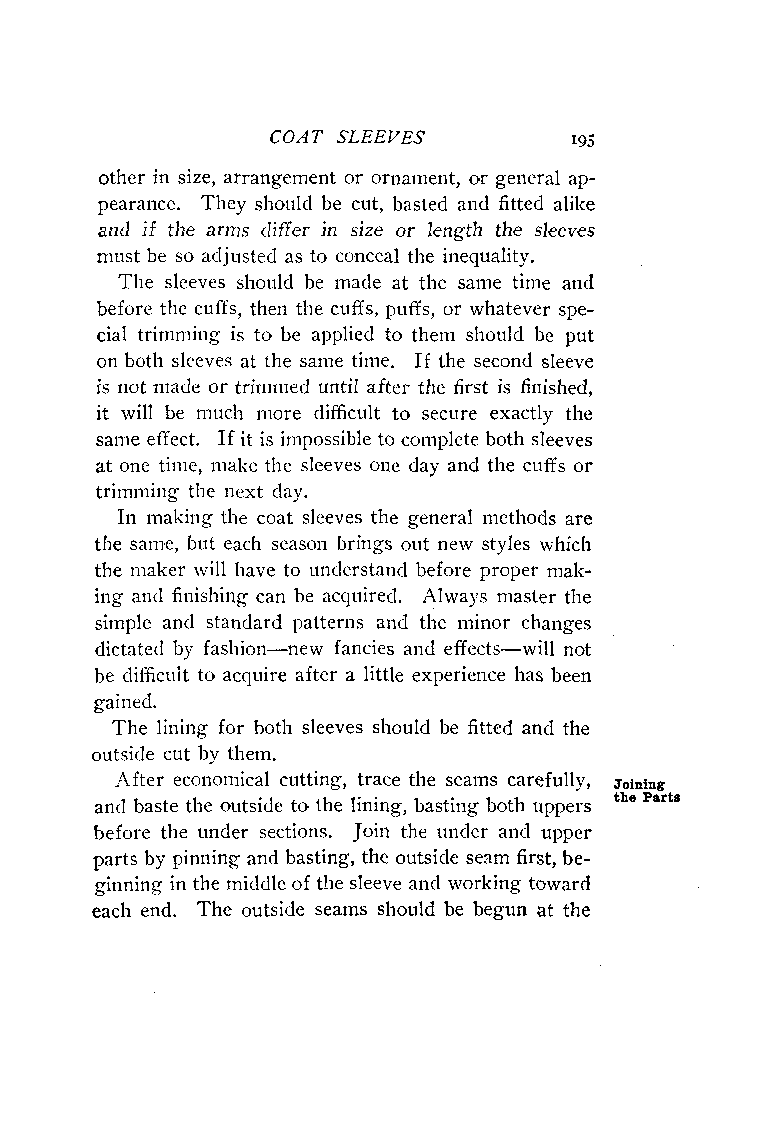 COAT SLEEVES 195
other in size, arrangement or ornament, or general ap-
pearance. They should be cut, basted and fitted alike
and if the arms differ in size or length the sleeves
must be so adjusted as to conceal the inequality.
The sleeves should be made at the same time and
before the cuffs, then the cuffs, puffs, or whatever spe-
cial trimming is to be applied to them should be put
on both sleeves at the same time. If the second sleeve
is not made or trimmed until after the first is finished,
it will be much more difficult to secure exactly the
same effect. If it is impossible to complete both sleeves
at one time, make the sleeves one day and the cuffs or
trimming the next day.
In making the coat sleeves the general methods are
the same, but each season brings out new styles which
the maker will have to understand before proper mak-
ing and finishing can be acquired. Always master the
simple and standard patterns and the minor changes
dictated by fashion—new fancies and effects—will not
be difficult to acquire after a little experience has been
gained.
The lining for both sleeves should be fitted and the
outside cut by them.
After economical cutting, trace the seams carefully,
and baste the outside to the lining, basting both uppers
before the under sections. Join the under and upper
parts by pinning and basting, the outside seam first, be-
ginning in the middle of the sleeve and working toward
each end. The outside seams should be begun at the
Joining
the Parts